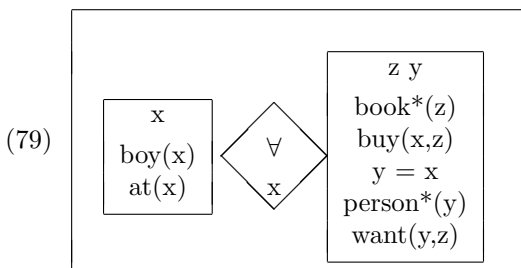 (79)
x
boy(x)
at(x)
∀
x
z y
book*(z)
buy(x,z)
y = x
person*(y)
want(y,z)